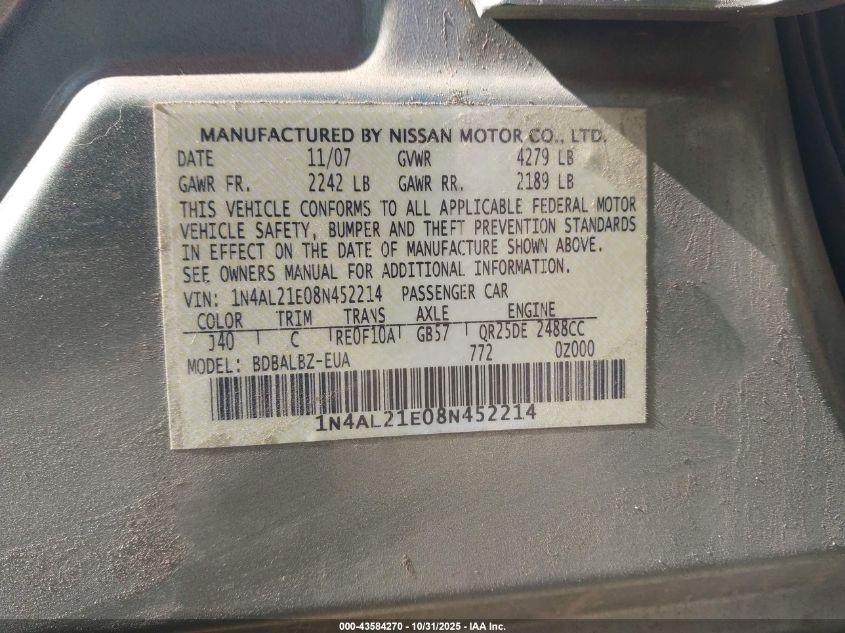 MANUFACTURED BY NISSAN MOTOR CO., LTD.
DATE 11/07 GVWR 4279 LB
GAWR FR. 2242 LB GAWR RR. 2189 LB
THIS VEHICLE CONFORMS TO ALL APPLICABLE FEDERAL MOTOR
VEHICLE SAFETY, BUMPER AND THEFT PREVENTION STANDARDS
IN EFFECT ON THE DATE OF MANUFACTURE SHOWN ABOVE.
SEE OWNERS MANUAL FOR ADDITIONAL INFORMATION.
VIN: 1N4AL21E08N452214 PASSENGER CAR
COLOR TRIM TRANS AXLE ENGINE
J40 C RE0F10A GB57 QR25DE 2488CC
MODEL: BDBALBZ-EUA 772 0Z000
1N4AL21E08N452214
000-43584270 - 10/31/2025 - IAA Inc.